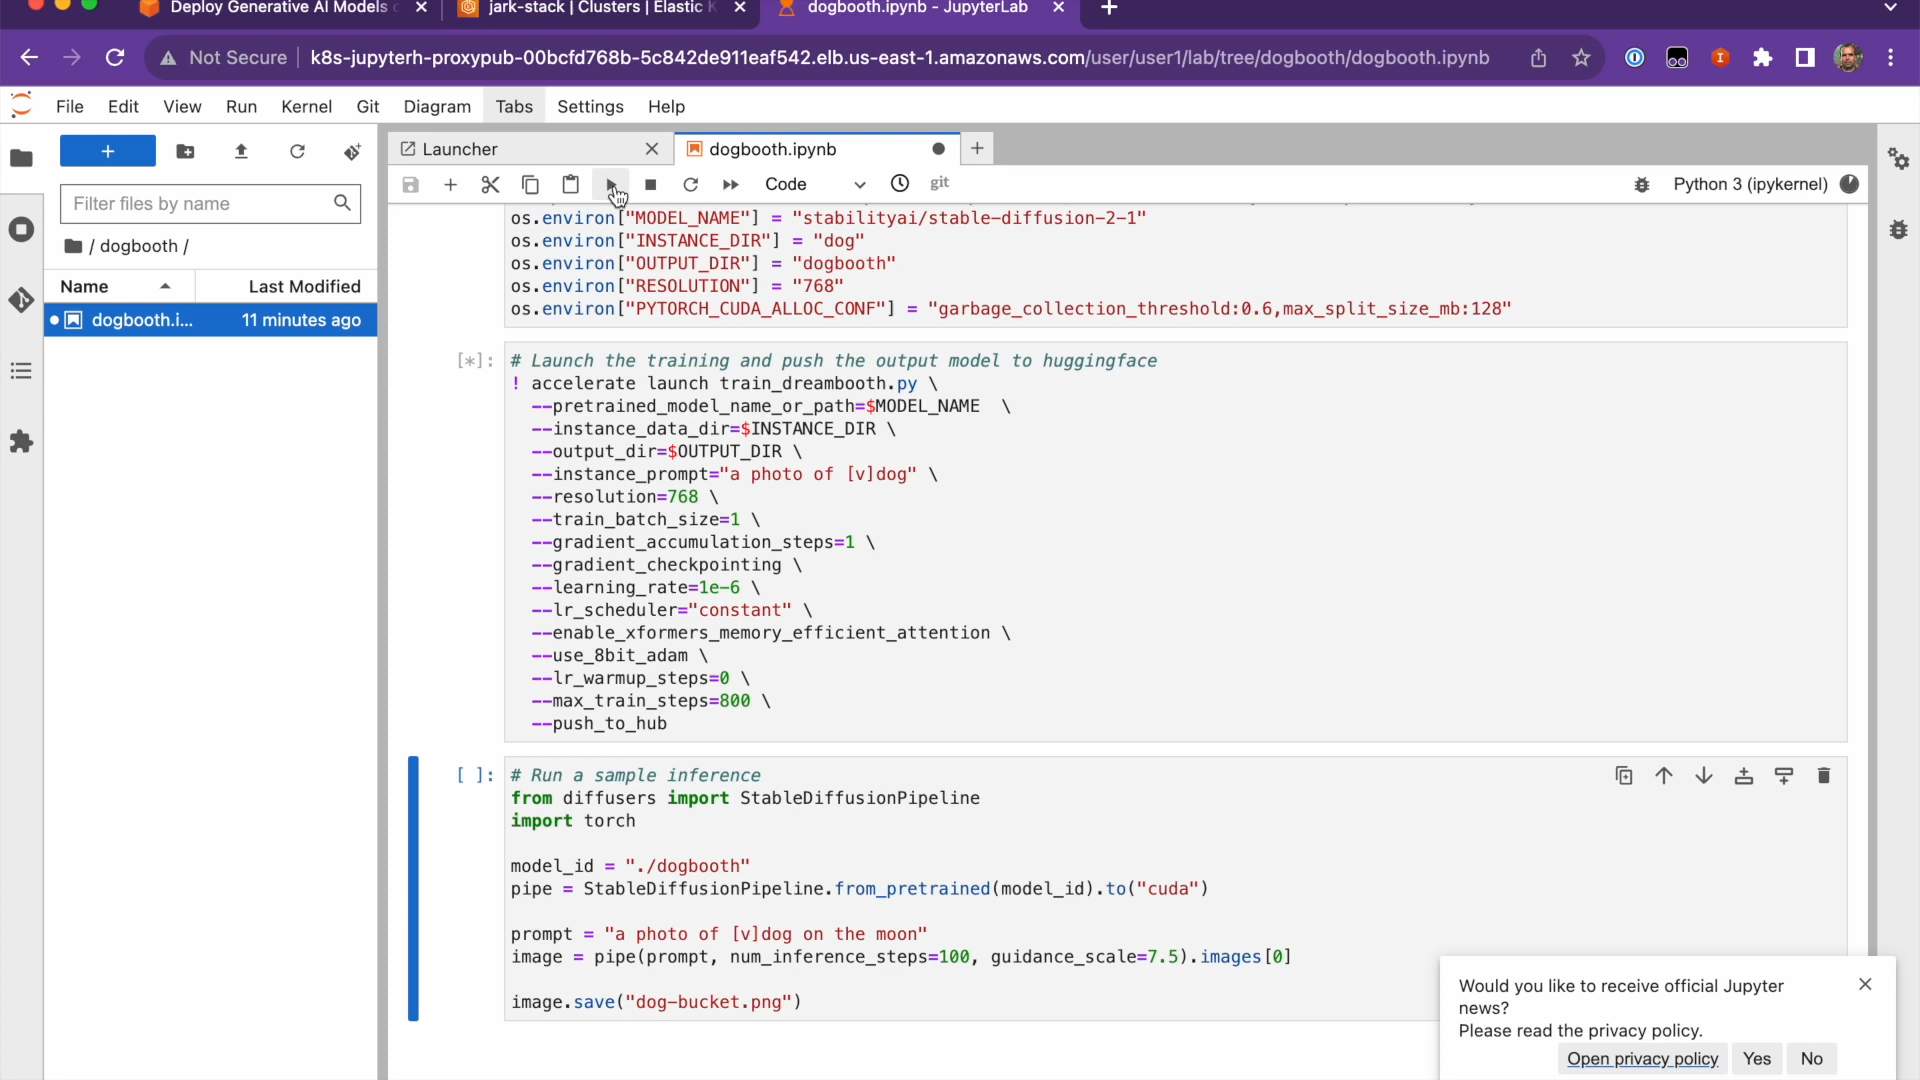 Deploy Generative AI Models
jark-stack | Clusters | Elastic K
dogbooth.ipynb - JupyterLab
Not Secure
k8s-jupyterh-proxypub-00bcfd768b-5c842de911eaf542.elb.us-east-1.amazonaws.com/user/user1/lab/tree/dogbooth/dogbooth.ipynb
File Edit View Run Kernel Git Diagram Tabs Settings Help
+
Filter files by name
/ dogbooth /
Name Last Modified
dogbooth.i... 11 minutes ago
Launcher
dogbooth.ipynb
Code
git
Python 3 (ipykernel)
os.environ["MODEL_NAME"] = "stabilityai/stable-diffusion-2-1"
os.environ["INSTANCE_DIR"] = "dog"
os.environ["OUTPUT_DIR"] = "dogbooth"
os.environ["RESOLUTION"] = "768"
os.environ["PYTORCH_CUDA_ALLOC_CONF"] = "garbage_collection_threshold:0.6,max_split_size_mb:128"
[*]: # Launch the training and push the output model to huggingface
! accelerate launch train_dreambooth.py \
--pretrained_model_name_or_path=$MODEL_NAME \
--instance_data_dir=$INSTANCE_DIR \
--output_dir=$OUTPUT_DIR \
--instance_prompt="a photo of [v]dog" \
--resolution=768 \
--train_batch_size=1 \
--gradient_accumulation_steps=1 \
--gradient_checkpointing \
--learning_rate=1e-6 \
--lr_scheduler="constant" \
--enable_xformers_memory_efficient_attention \
--use_8bit_adam \
--lr_warmup_steps=0 \
--max_train_steps=800 \
--push_to_hub
[ ]: # Run a sample inference
from diffusers import StableDiffusionPipeline
import torch
model_id = "./dogbooth"
pipe = StableDiffusionPipeline.from_pretrained(model_id).to("cuda")
prompt = "a photo of [v]dog on the moon"
image = pipe(prompt, num_inference_steps=100, guidance_scale=7.5).images[0]
image.save("dog-bucket.png")
Would you like to receive official Jupyter
news?
Please read the privacy policy.
Open privacy policy Yes No